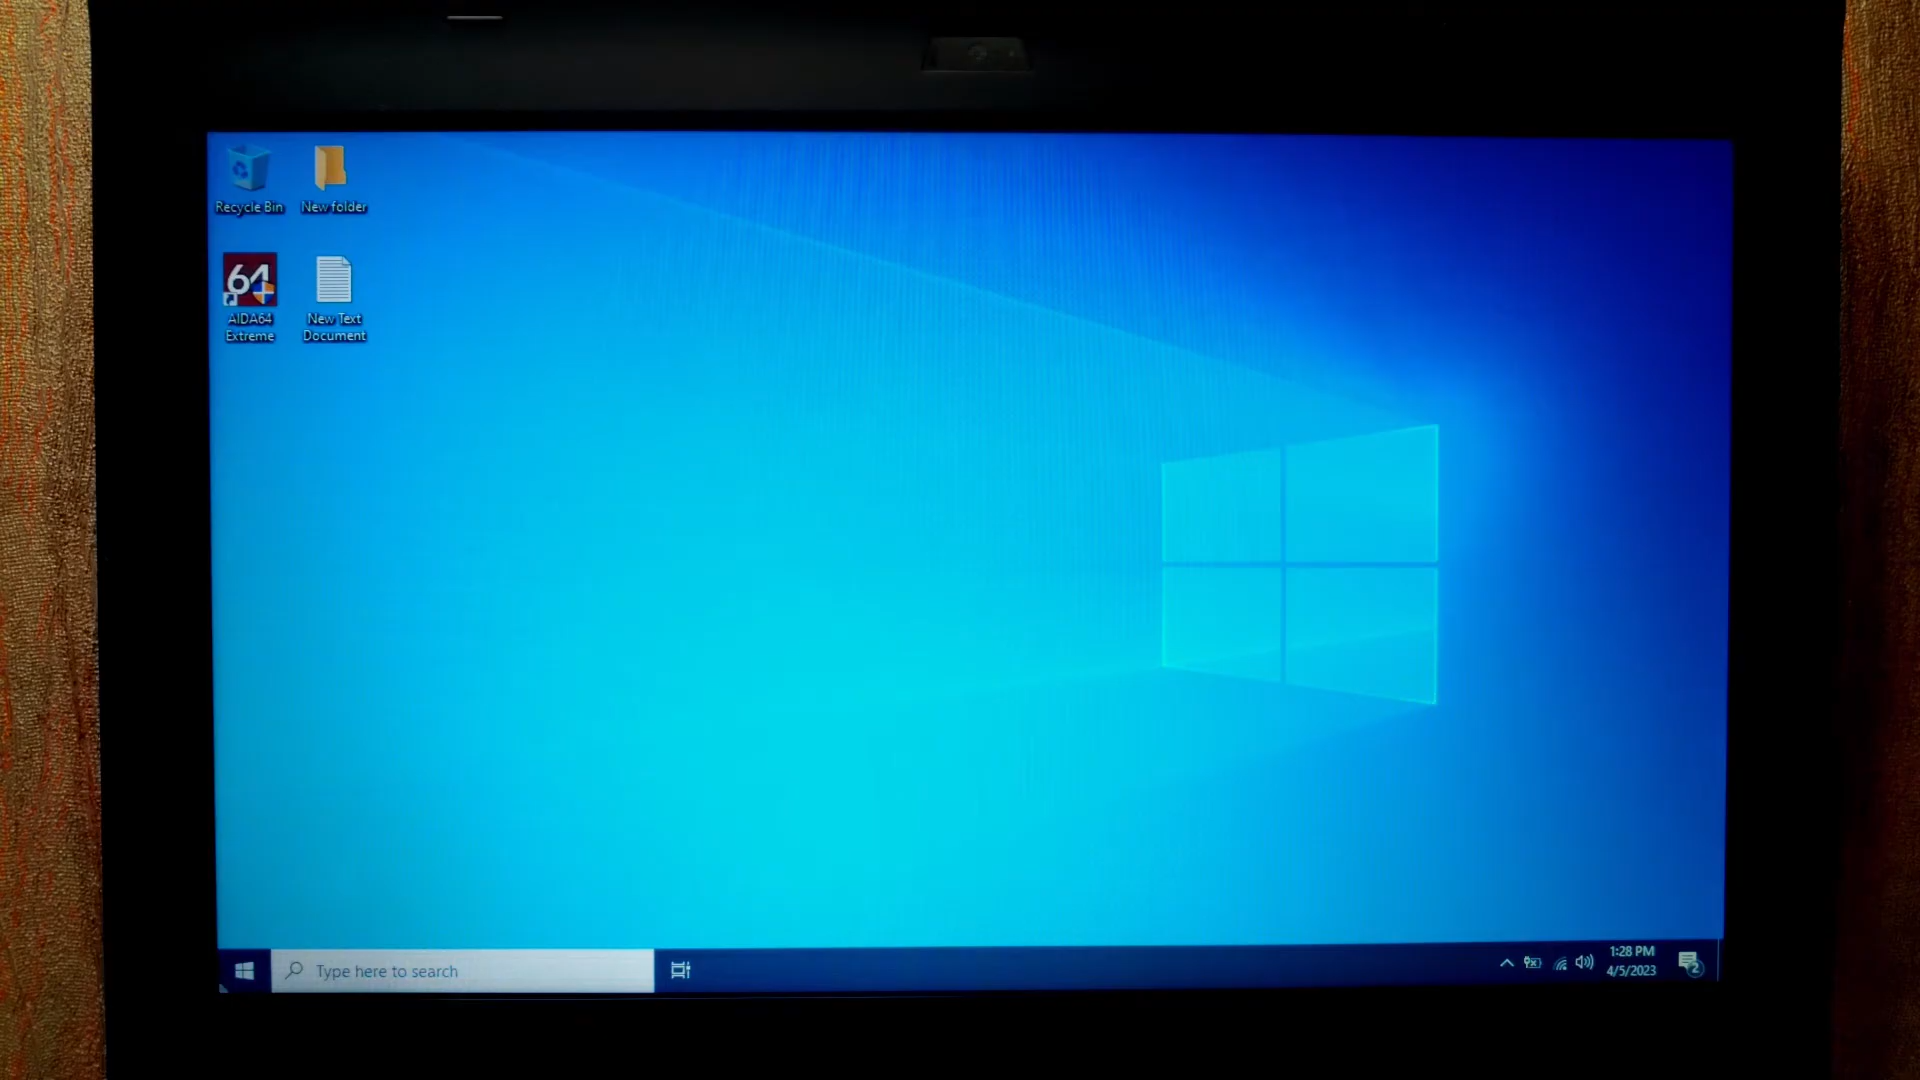 Recycle Bin
New folder
64
AIDA64
Extreme
New Text
Document
Type here to search
1:28 PM
4/5/2023
2